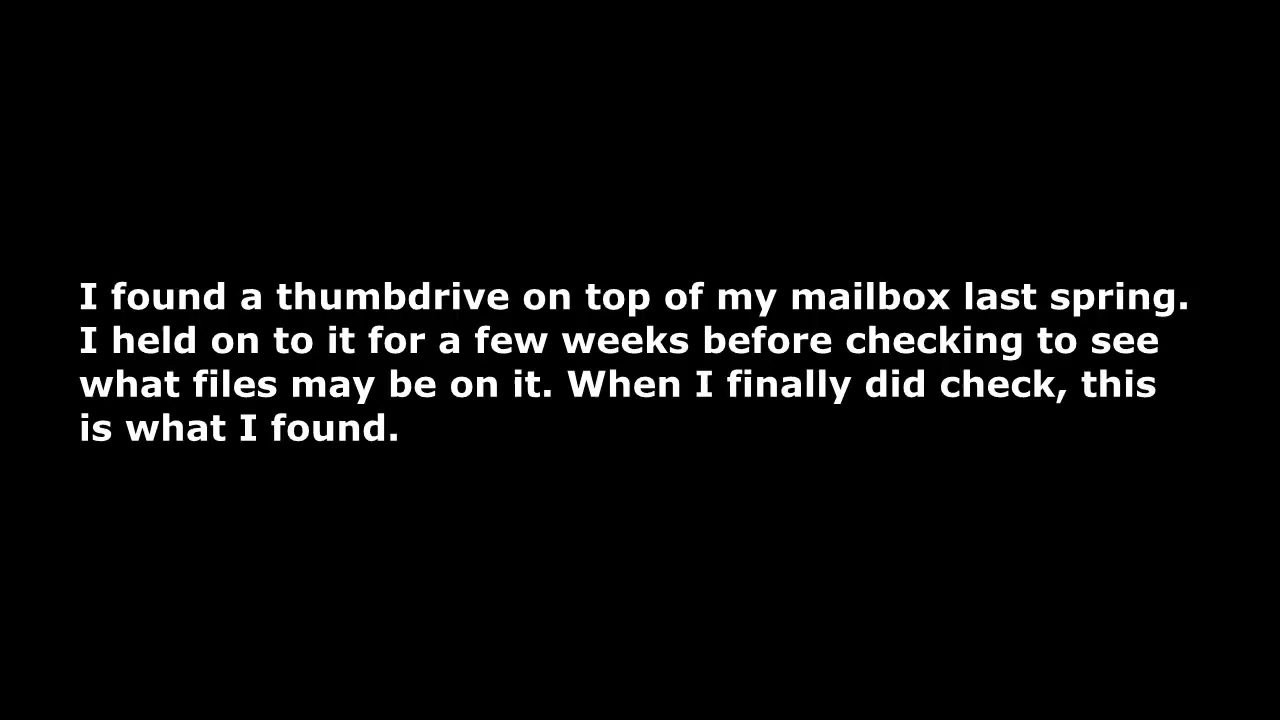 I found a thumbdrive on top of my mailbox last spring.
I held on to it for a few weeks before checking to see
what files may be on it. When I finally did check, this
is what I found.